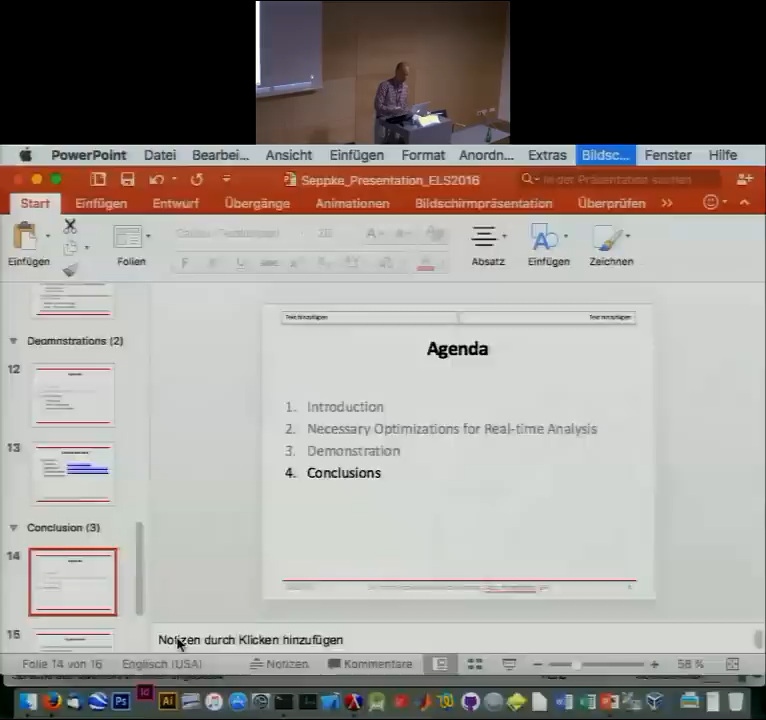 PowerPoint Datei Bearbei... Ansicht Einfügen Format Anordn... Extras Bildsc... Fenster Hilfe
Seppke_Presentation_ELS2016
In der Präsentation suchen
Start Einfügen Entwurf Übergänge Animationen Bildschirmpräsentation Überprüfen
Einfügen Folien Absatz Einfügen Zeichnen
Deomnstrations (2)
12
13
Conclusion (3)
14
15
Text hinzufügen Text hinzufügen
Agenda
1. Introduction
2. Necessary Optimizations for Real-time Analysis
3. Demonstration
4. Conclusions
Notizen durch Klicken hinzufügen
Folie 14 von 16 Englisch (USA) Notizen Kommentare 58 %